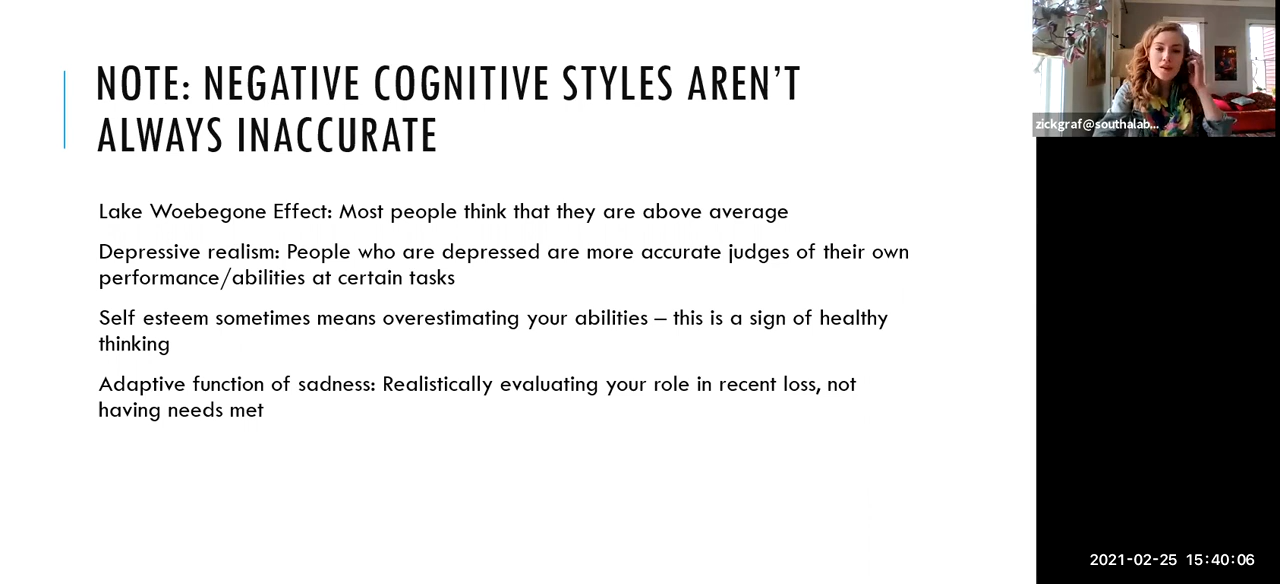 NOTE: NEGATIVE COGNITIVE STYLES AREN’T
ALWAYS INACCURATE
Lake Woebegone Effect: Most people think that they are above average
Depressive realism: People who are depressed are more accurate judges of their own
performance/abilities at certain tasks
Self esteem sometimes means overestimating your abilities – this is a sign of healthy
thinking
Adaptive function of sadness: Realistically evaluating your role in recent loss, not
having needs met
zickgraf@southalab...
2021-02-25 15:40:06